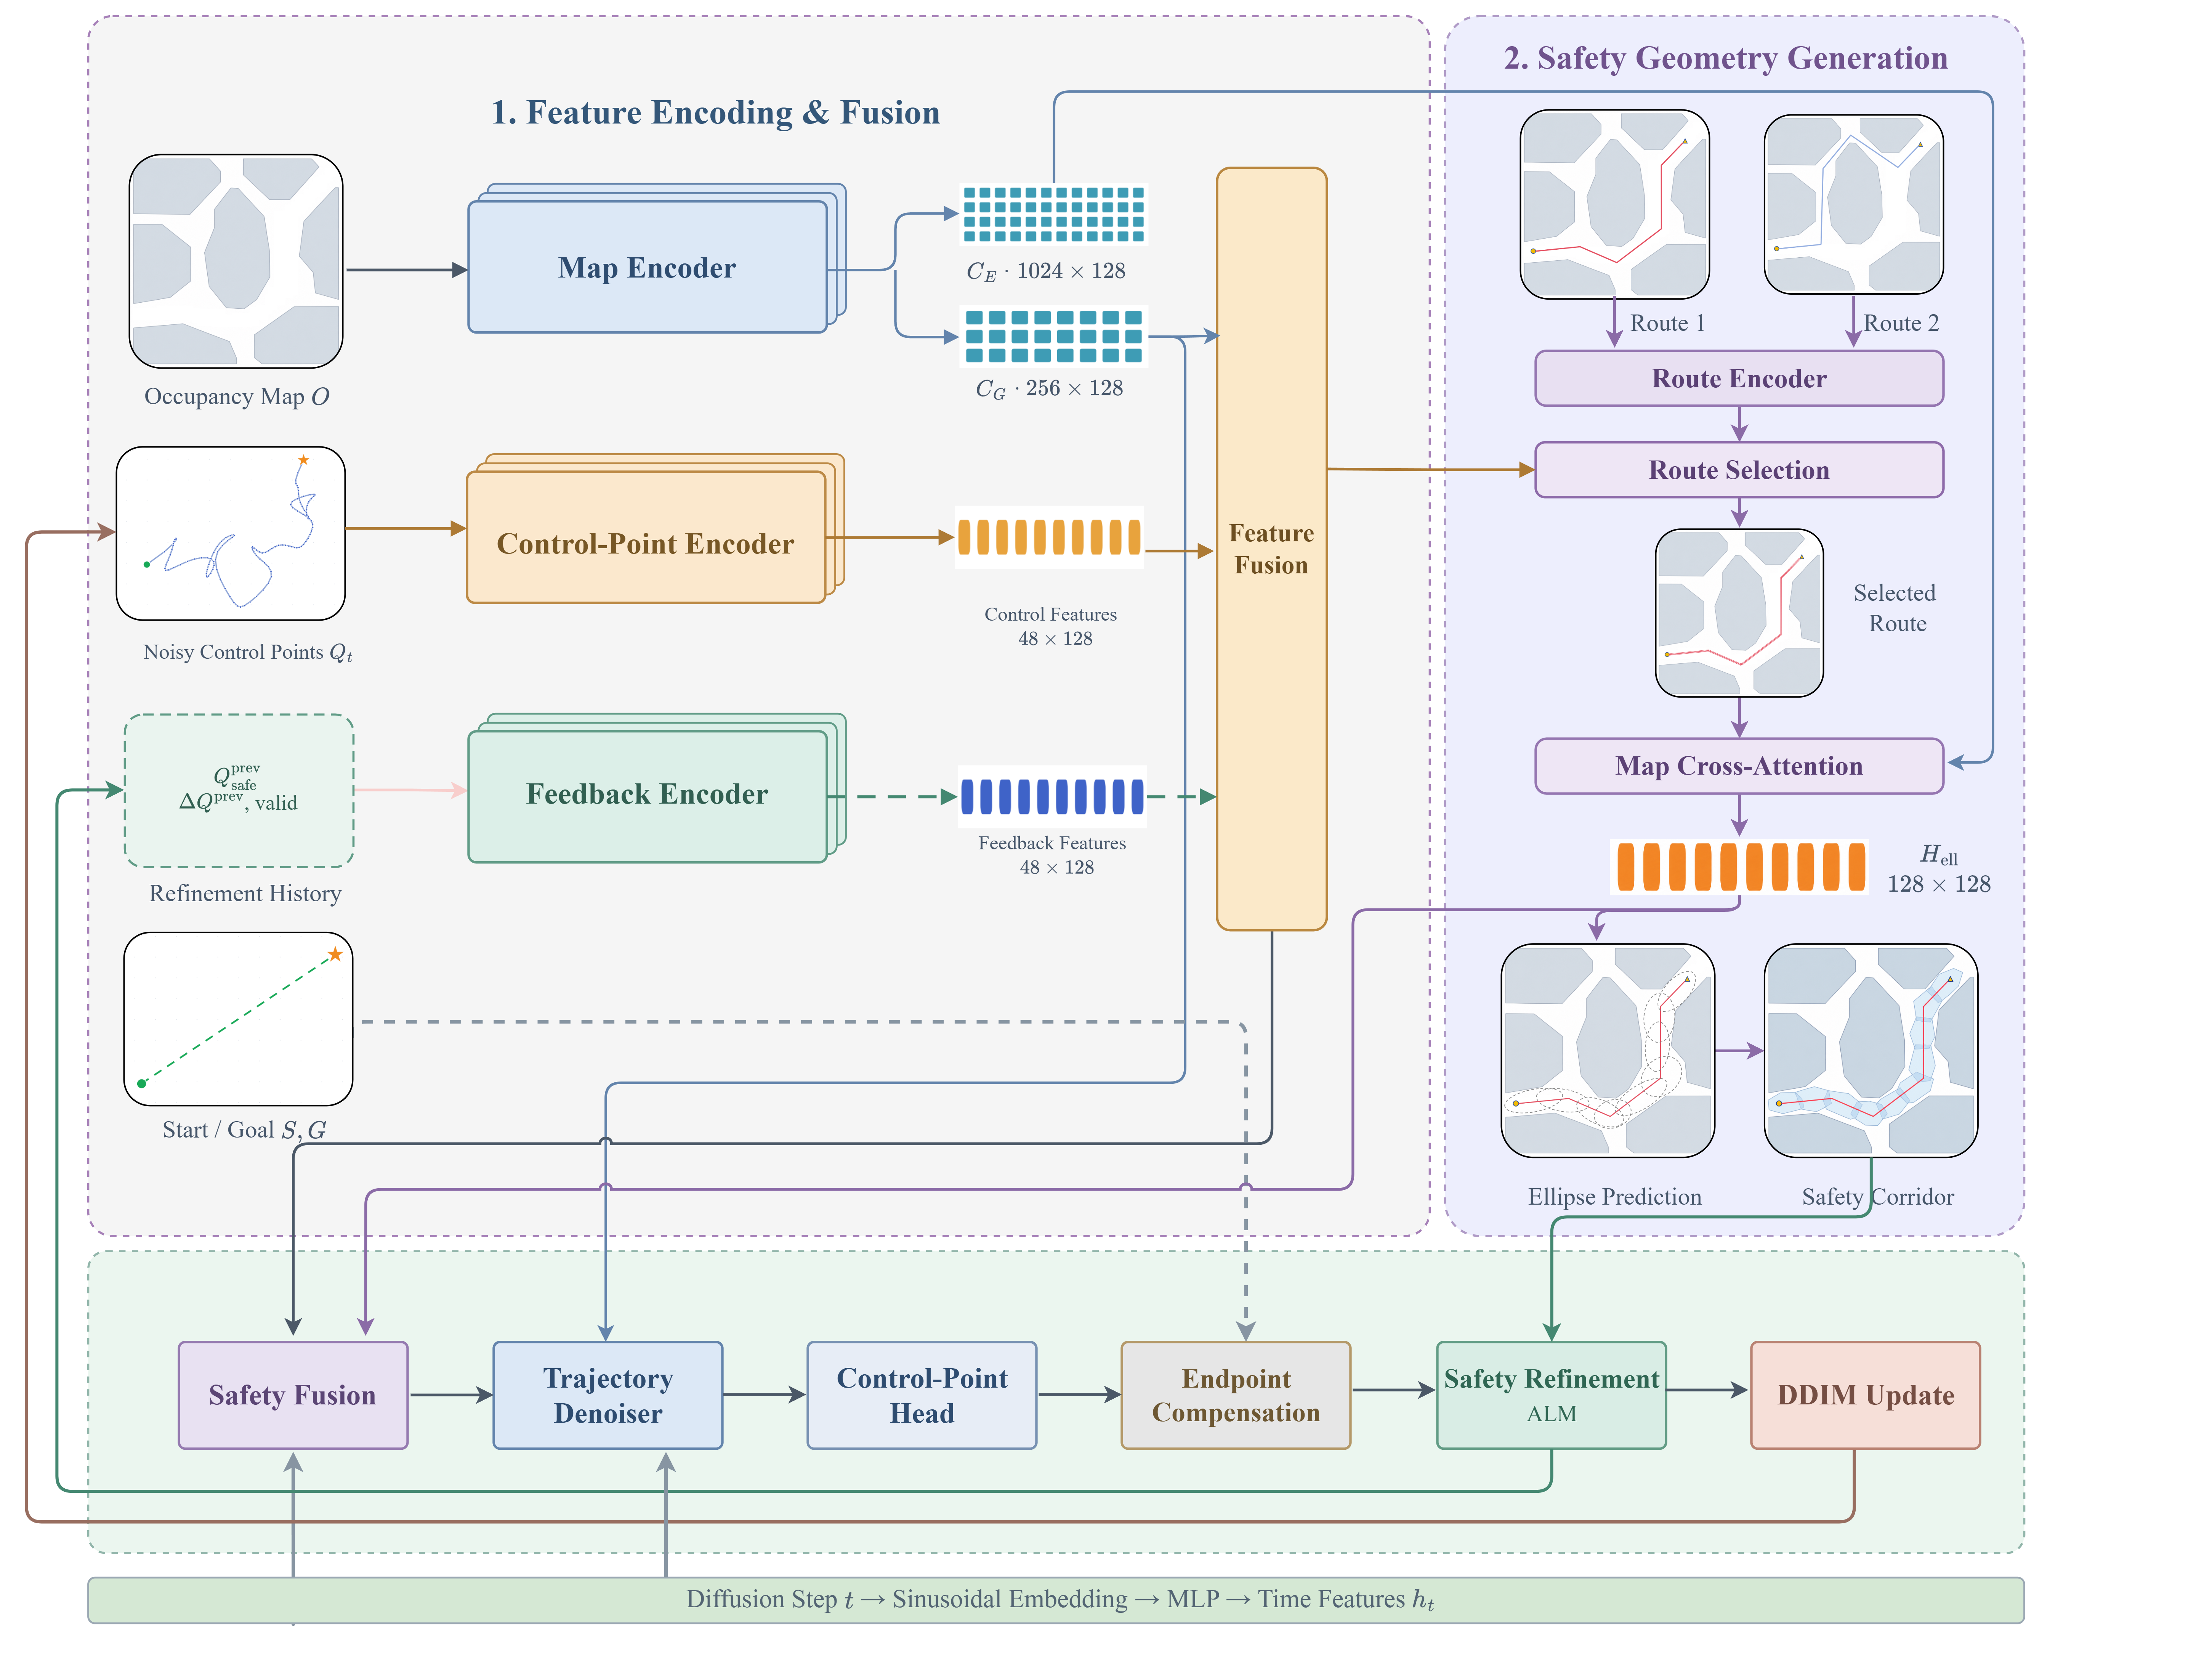 1. Feature Encoding & Fusion
Occupancy Map O
Map Encoder
C_E · 1024 × 128
C_G · 256 × 128
Noisy Control Points Q_t
Control-Point Encoder
Control Features
48 × 128
Feature
Fusion
Q_safe^prev
ΔQ^prev, valid
Refinement History
Feedback Encoder
Feedback Features
48 × 128
Start / Goal S, G
2. Safety Geometry Generation
Route 1
Route 2
Route Encoder
Route Selection
Selected
Route
Map Cross-Attention
H_ell
128 × 128
Ellipse Prediction
Safety Corridor
Safety Fusion
Trajectory
Denoiser
Control-Point
Head
Endpoint
Compensation
Safety Refinement
ALM
DDIM Update
Diffusion Step t → Sinusoidal Embedding → MLP → Time Features h_t